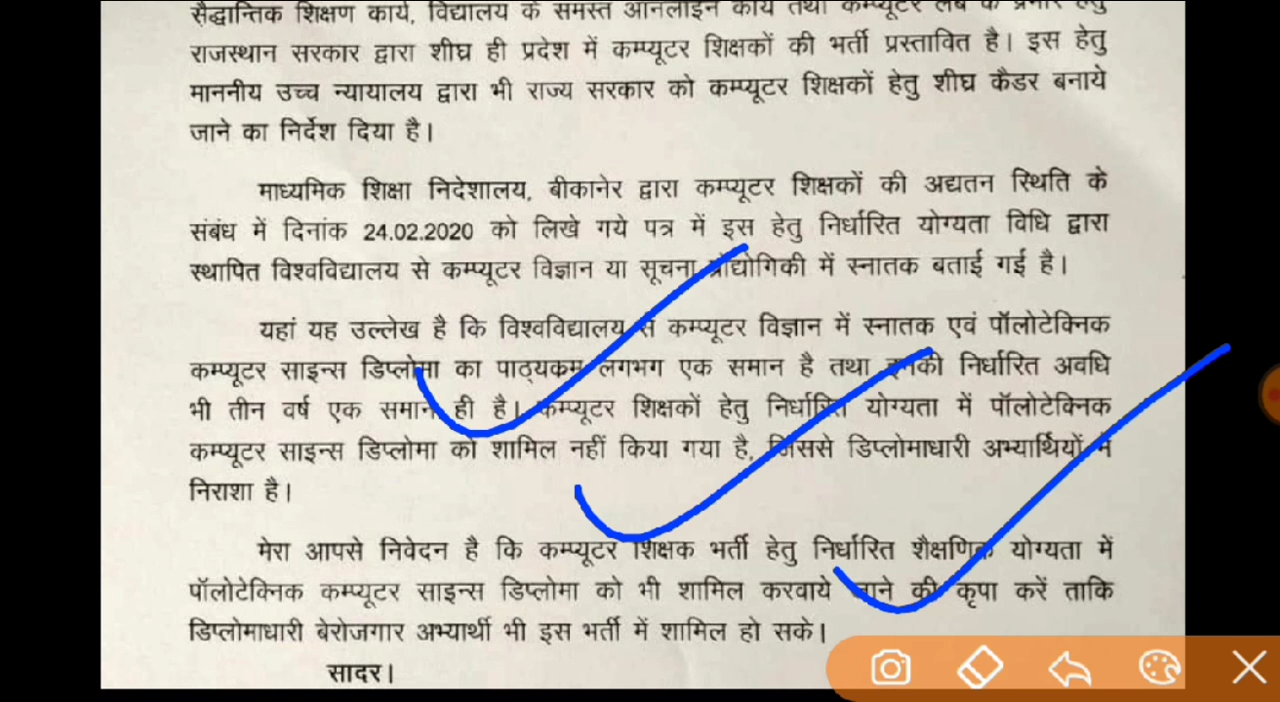 सैद्धान्तिक शिक्षण कार्य, विद्यालय के समस्त ऑनलाइन कार्य तथा कम्प्यूटर लैब के प्रभार हेतु
राजस्थान सरकार द्वारा शीघ्र ही प्रदेश में कम्प्यूटर शिक्षकों की भर्ती प्रस्तावित है। इस हेतु
माननीय उच्च न्यायालय द्वारा भी राज्य सरकार को कम्प्यूटर शिक्षकों हेतु शीघ्र कैडर बनाये
जाने का निर्देश दिया है।
माध्यमिक शिक्षा निदेशालय, बीकानेर द्वारा कम्प्यूटर शिक्षकों की अद्यतन स्थिति के
संबंध में दिनांक 24.02.2020 को लिखे गये पत्र में इस हेतु निर्धारित योग्यता विधि द्वारा
स्थापित विश्वविद्यालय से कम्प्यूटर विज्ञान या सूचना प्रौद्योगिकी में स्नातक बताई गई है।
यहां यह उल्लेख है कि विश्वविद्यालय से कम्प्यूटर विज्ञान में स्नातक एवं पॉलोटेक्निक
कम्प्यूटर साइन्स डिप्लोमा का पाठ्यकम लगभग एक समान है तथा इनकी निर्धारित अवधि
भी तीन वर्ष एक समान ही है। कम्प्यूटर शिक्षकों हेतु निर्धारित योग्यता में पॉलोटेक्निक
कम्प्यूटर साइन्स डिप्लोमा को शामिल नहीं किया गया है, जिससे डिप्लोमाधारी अभ्यार्थियों में
निराशा है।
मेरा आपसे निवेदन है कि कम्प्यूटर शिक्षक भर्ती हेतु निर्धारित शैक्षणिक योग्यता में
पॉलोटेक्निक कम्प्यूटर साइन्स डिप्लोमा को भी शामिल करवाये जाने की कृपा करें ताकि
डिप्लोमाधारी बेरोजगार अभ्यार्थी भी इस भर्ती में शामिल हो सके।
सादर।